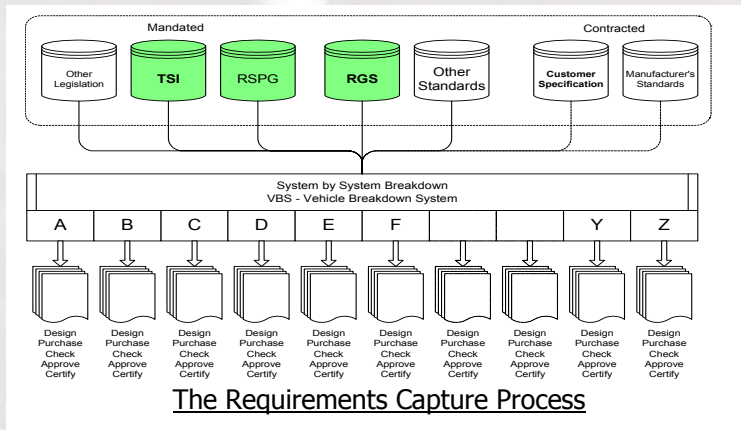 Mandated
Contracted
Other
Legislation
TSI
RSPG
RGS
Other
Standards
Customer
Specification
Manufacturer's
Standards
System by System Breakdown
VBS - Vehicle Breakdown System
A B C D E F Y Z
Design Design Design Design Design Design Design Design Design Design
Purchase Purchase Purchase Purchase Purchase Purchase Purchase Purchase Purchase Purchase
Check Check Check Check Check Check Check Check Check Check
Approve Approve Approve Approve Approve Approve Approve Approve Approve Approve
Certify Certify Certify Certify Certify Certify Certify Certify Certify Certify
The Requirements Capture Process